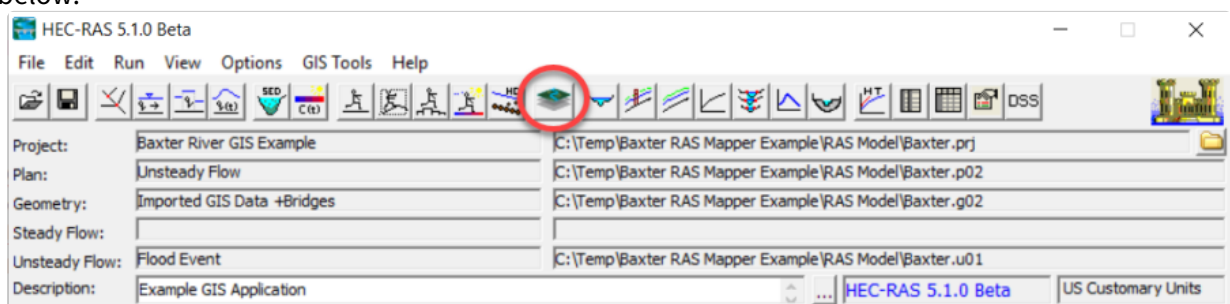 below:
HEC-RAS 5.1.0 Beta
File Edit Run View Options GIS Tools Help
SED C(t) HT DSS
Project: Baxter River GIS Example C:\Temp\Baxter RAS Mapper Example\RAS Model\Baxter.prj
Plan: Unsteady Flow C:\Temp\Baxter RAS Mapper Example\RAS Model\Baxter.p02
Geometry: Imported GIS Data +Bridges C:\Temp\Baxter RAS Mapper Example\RAS Model\Baxter.g02
Steady Flow:
Unsteady Flow: Flood Event C:\Temp\Baxter RAS Mapper Example\RAS Model\Baxter.u01
Description: Example GIS Application ... HEC-RAS 5.1.0 Beta US Customary Units